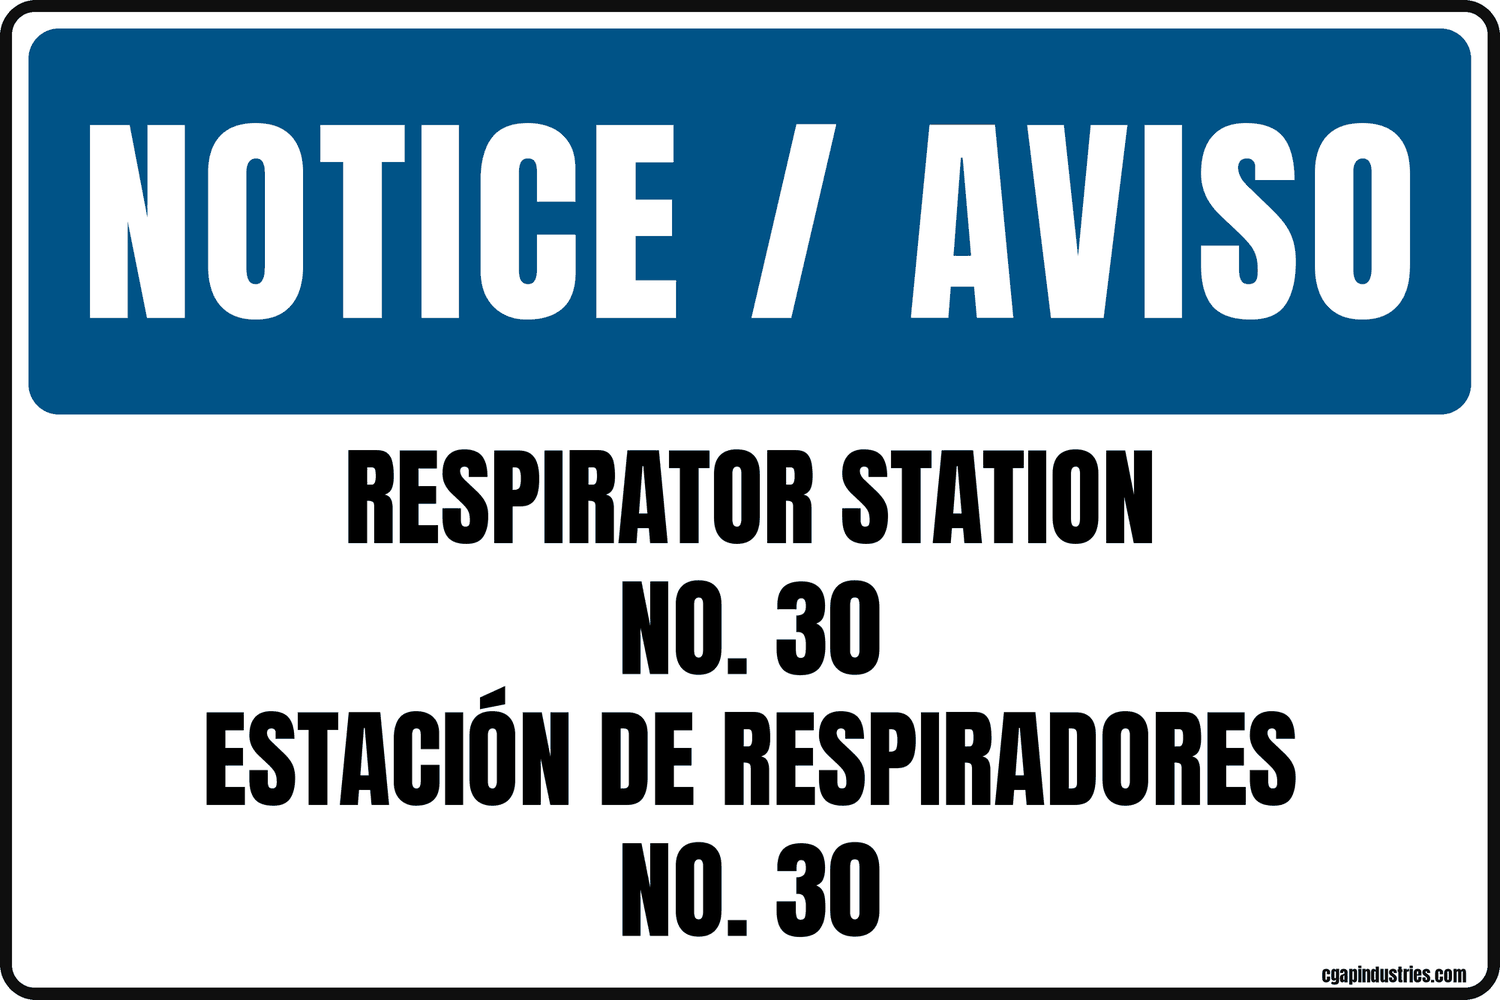 NOTICE / AVISO
RESPIRATOR STATION
NO. 30
ESTACIÓN DE RESPIRADORES
NO. 30
cgapindustries.com